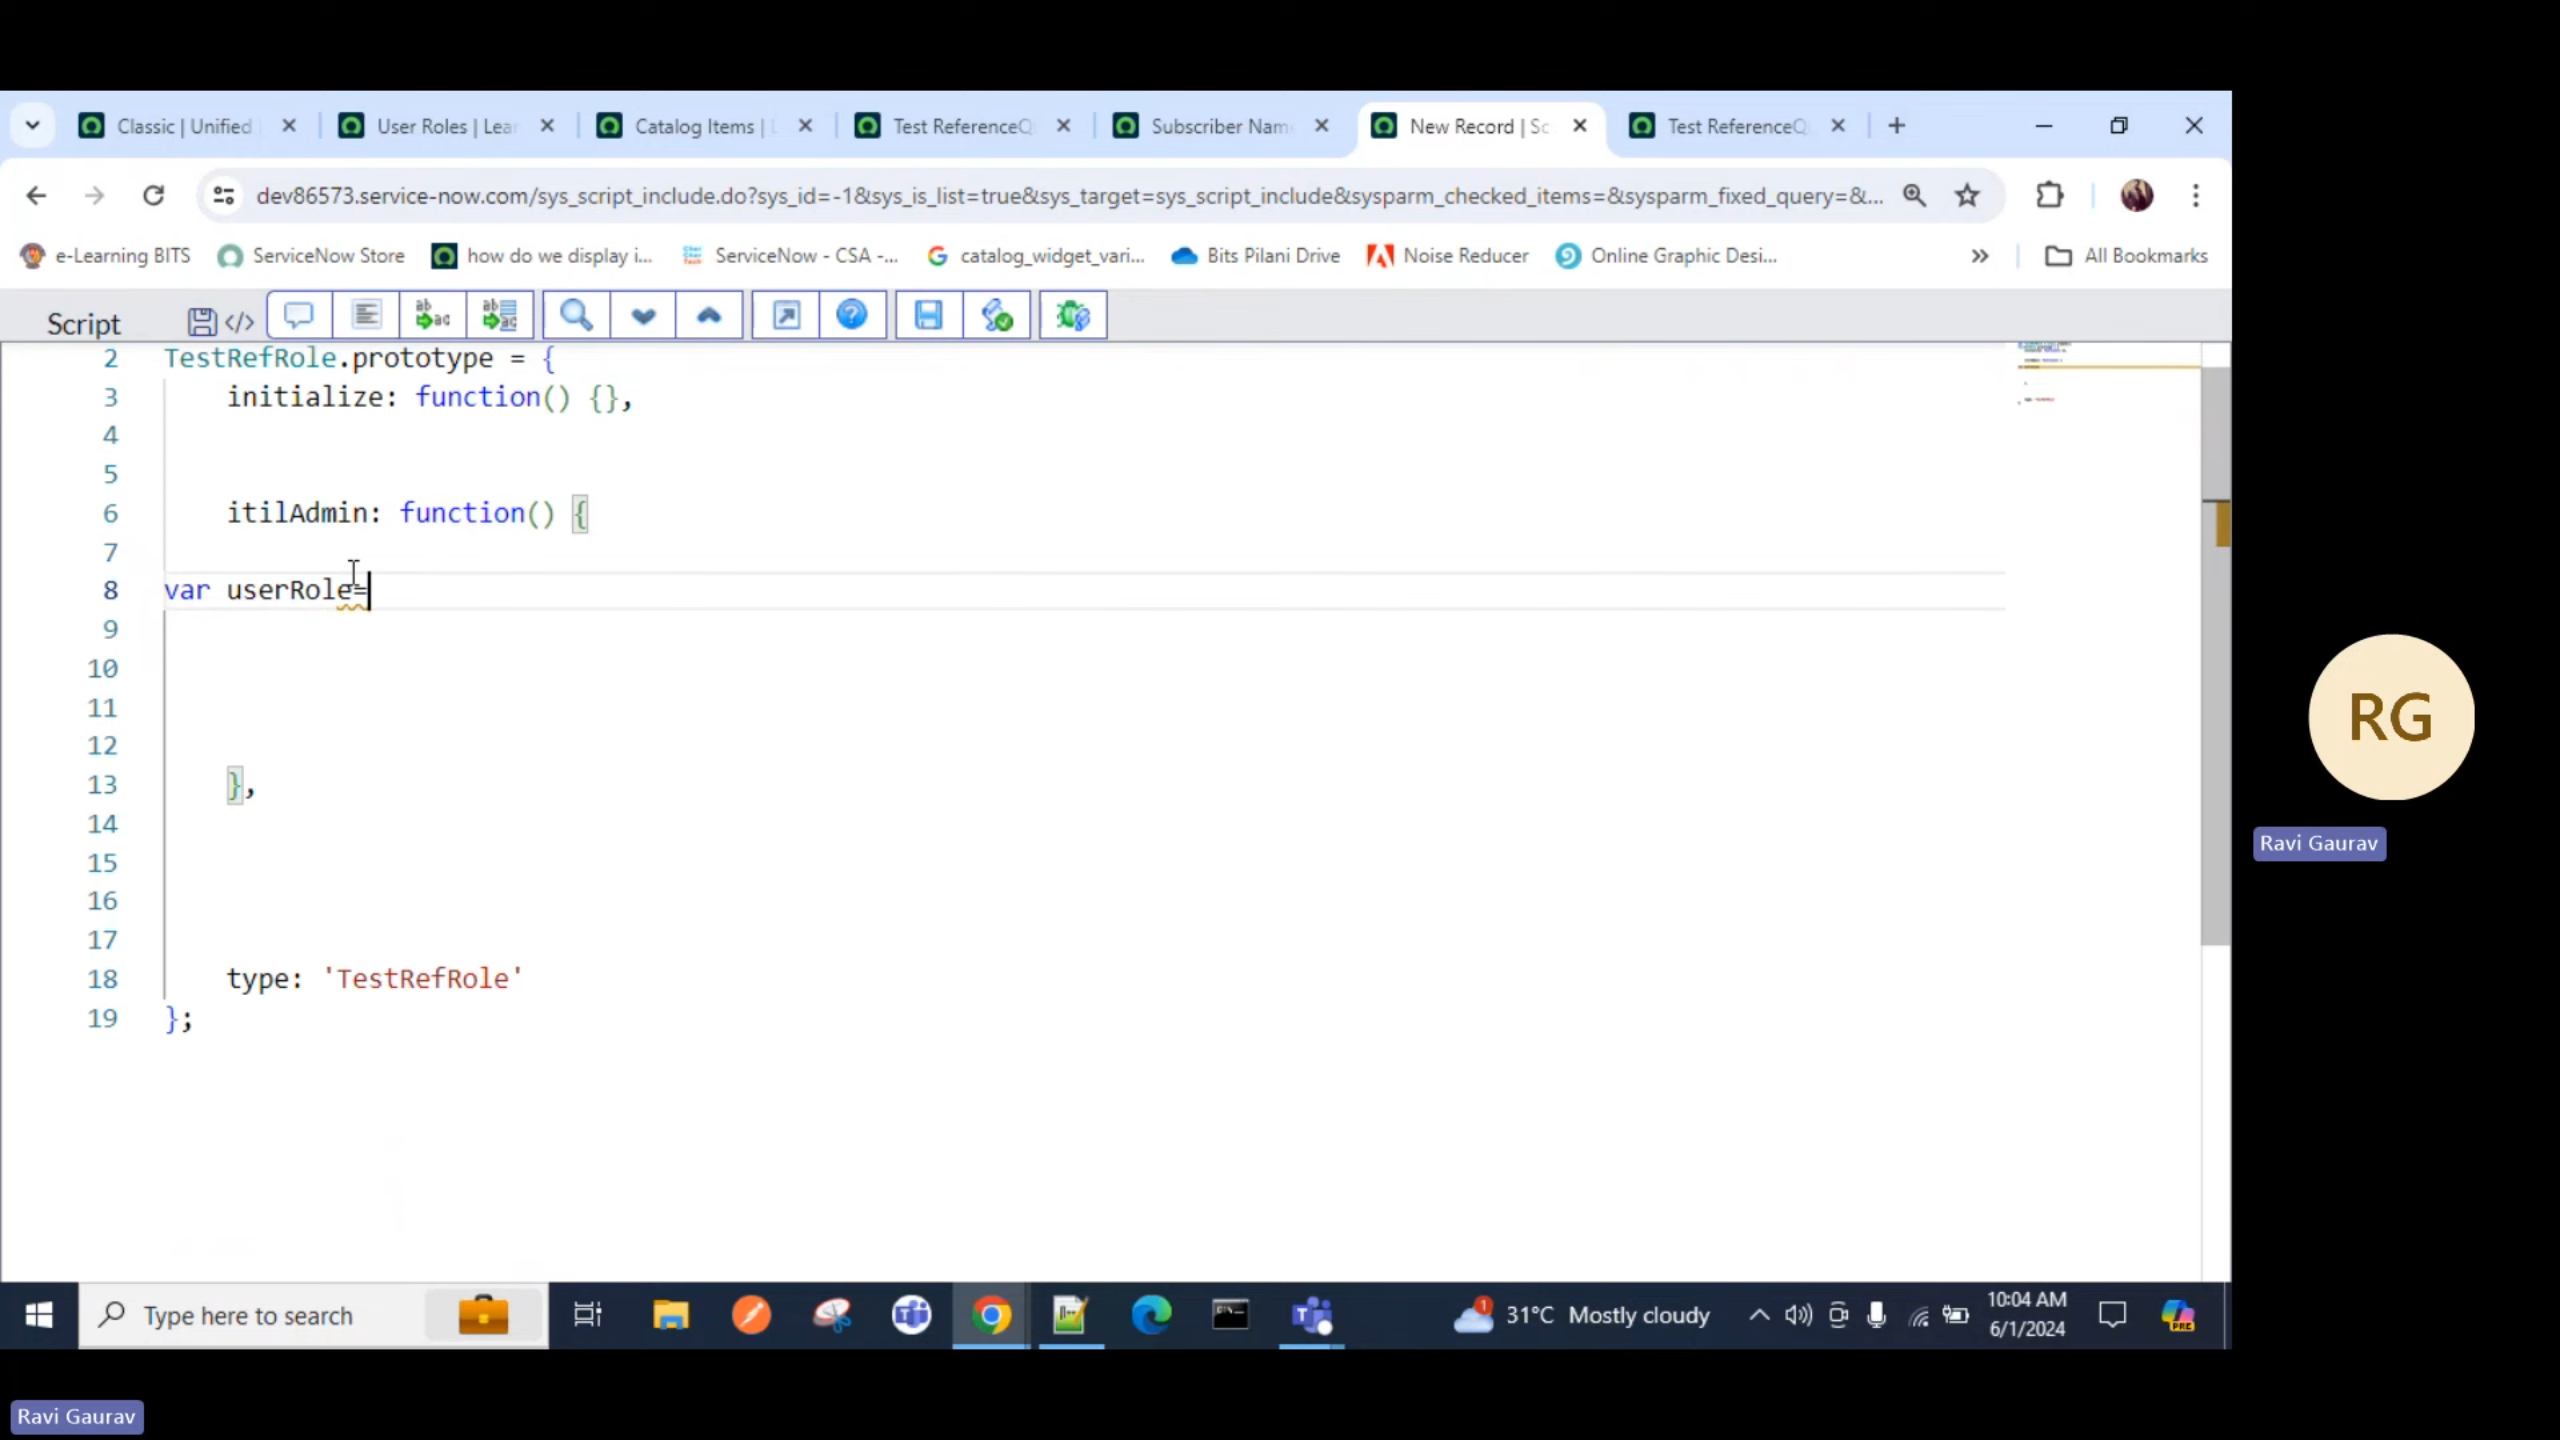 Classic | Unified
User Roles | Lea
Catalog Items |
Test ReferenceQ
Subscriber Nam
New Record | Sc
Test ReferenceQ
dev86573.service-now.com/sys_script_include.do?sys_id=-1&sys_is_list=true&sys_target=sys_script_include&sysparm_checked_items=&sysparm_fixed_query=&...
e-Learning BITS
ServiceNow Store
how do we display i...
ServiceNow - CSA -...
catalog_widget_vari...
Bits Pilani Drive
Noise Reducer
Online Graphic Desi...
All Bookmarks
Script
2 TestRefRole.prototype = {
3 initialize: function() {},
4
5
6 itilAdmin: function() {
7
8 var userRole=
9
10
11
12
13 },
14
15
16
17
18 type: 'TestRefRole'
19 };
RG
Ravi Gaurav
Type here to search
1
31°C Mostly cloudy
10:04 AM
6/1/2024
PRE
Ravi Gaurav